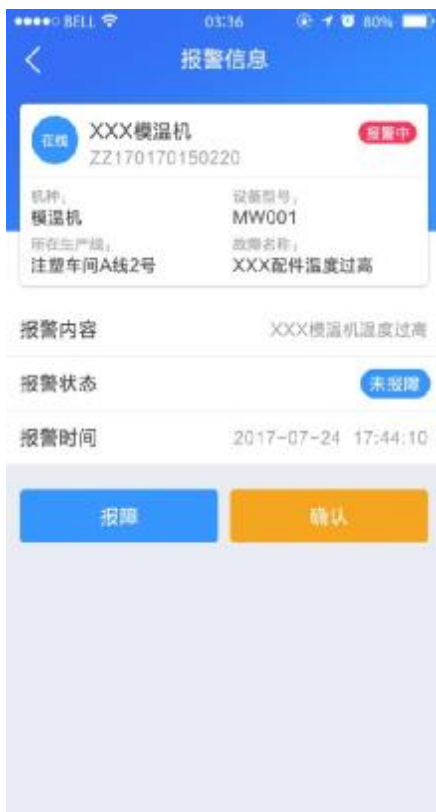 BELL 03:36 80%
报警信息
在线 XXX模温机 报警中
ZZ170170150220
机种: 设备型号:
模温机 MW001
所在生产线: 故障名称:
注塑车间A线2号 XXX配件温度过高
报警内容 XXX模温机温度过高
报警状态 未报障
报警时间 2017-07-24 17:44:10
报障 确认